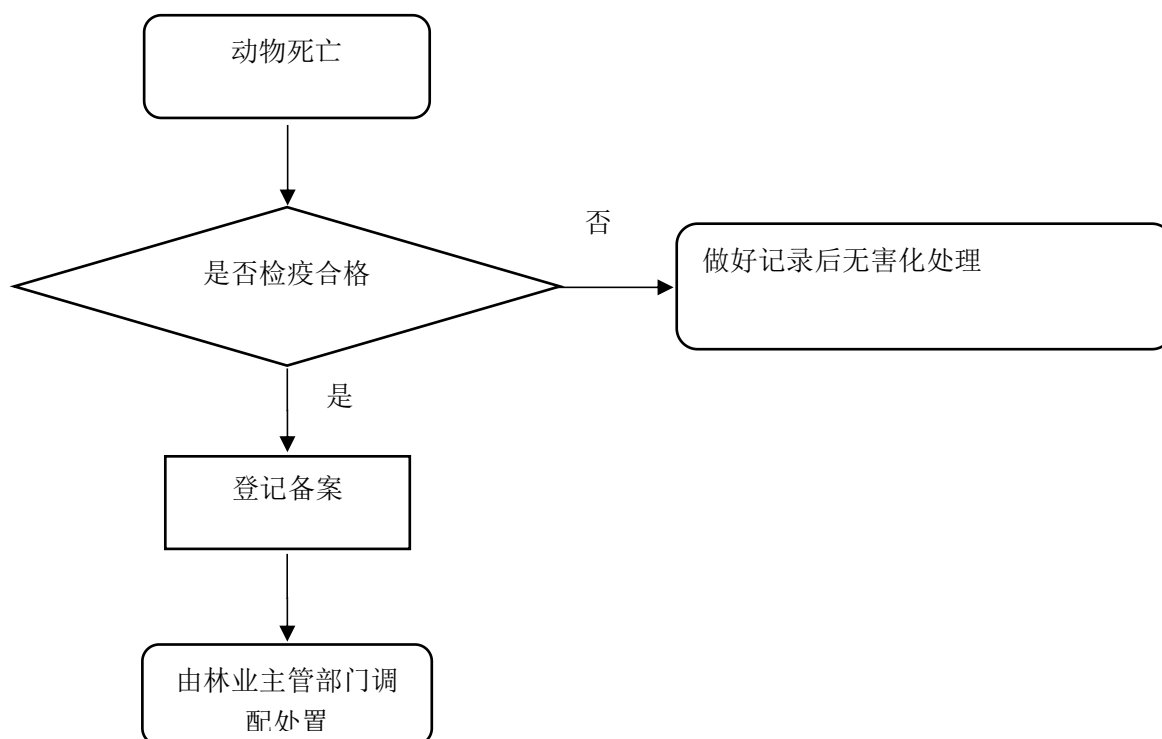 动物死亡
否
是否检疫合格
做好记录后无害化处理
是
登记备案
由林业主管部门调
配处置